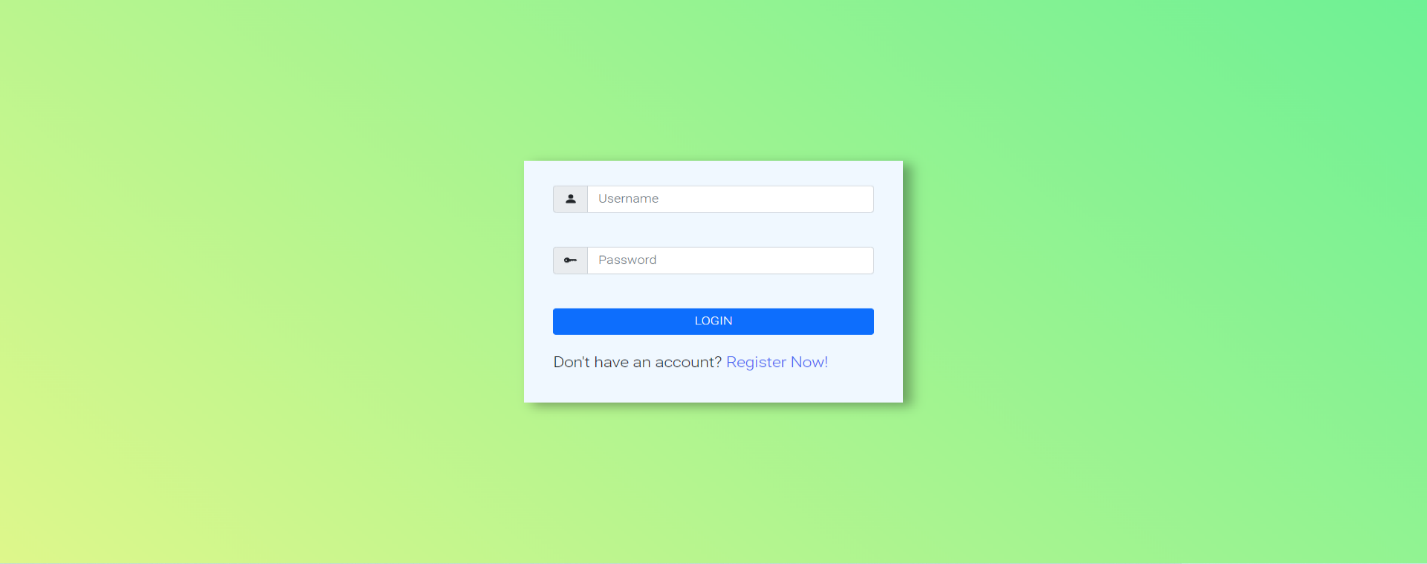 Username
Password
LOGIN
Don't have an account? Register Now!